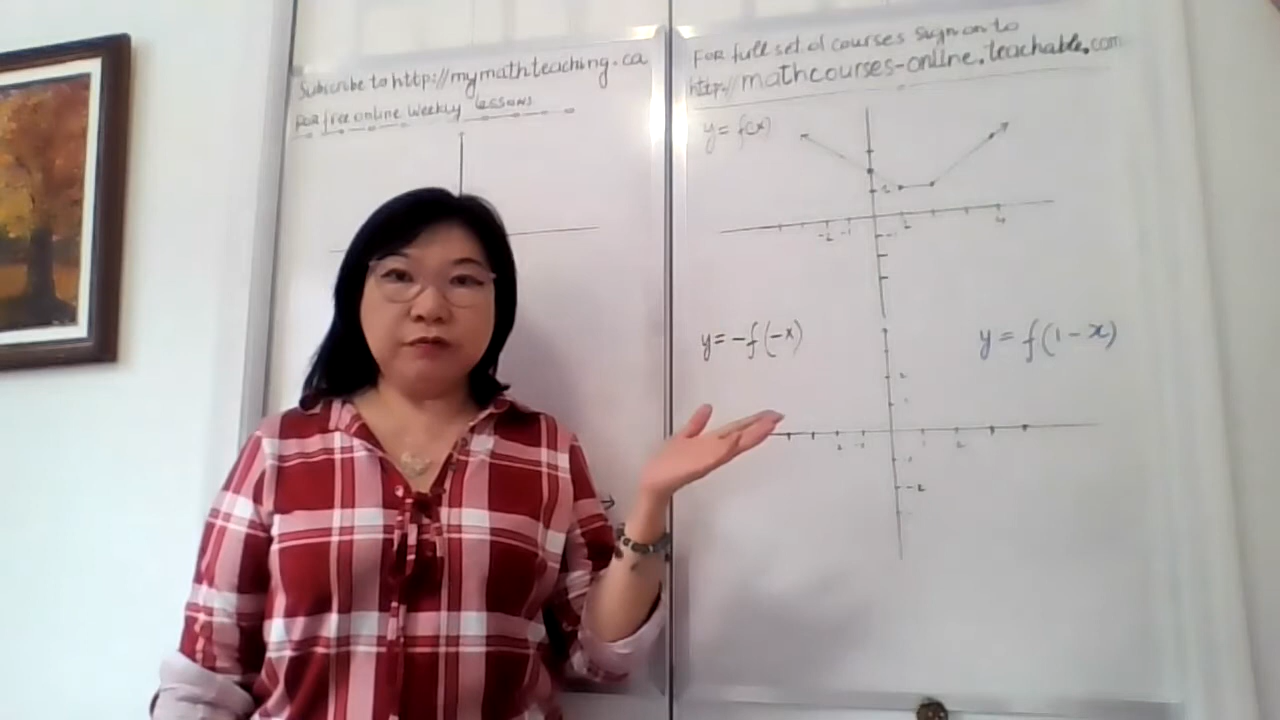 Subscribe to http://mymathteaching.ca
FOR free online weekly lessons
FOR full set of courses sign on to
http://mathcourses-online.teachable.com
y = f(x)
y = -f(-x)
y = f(1-x)